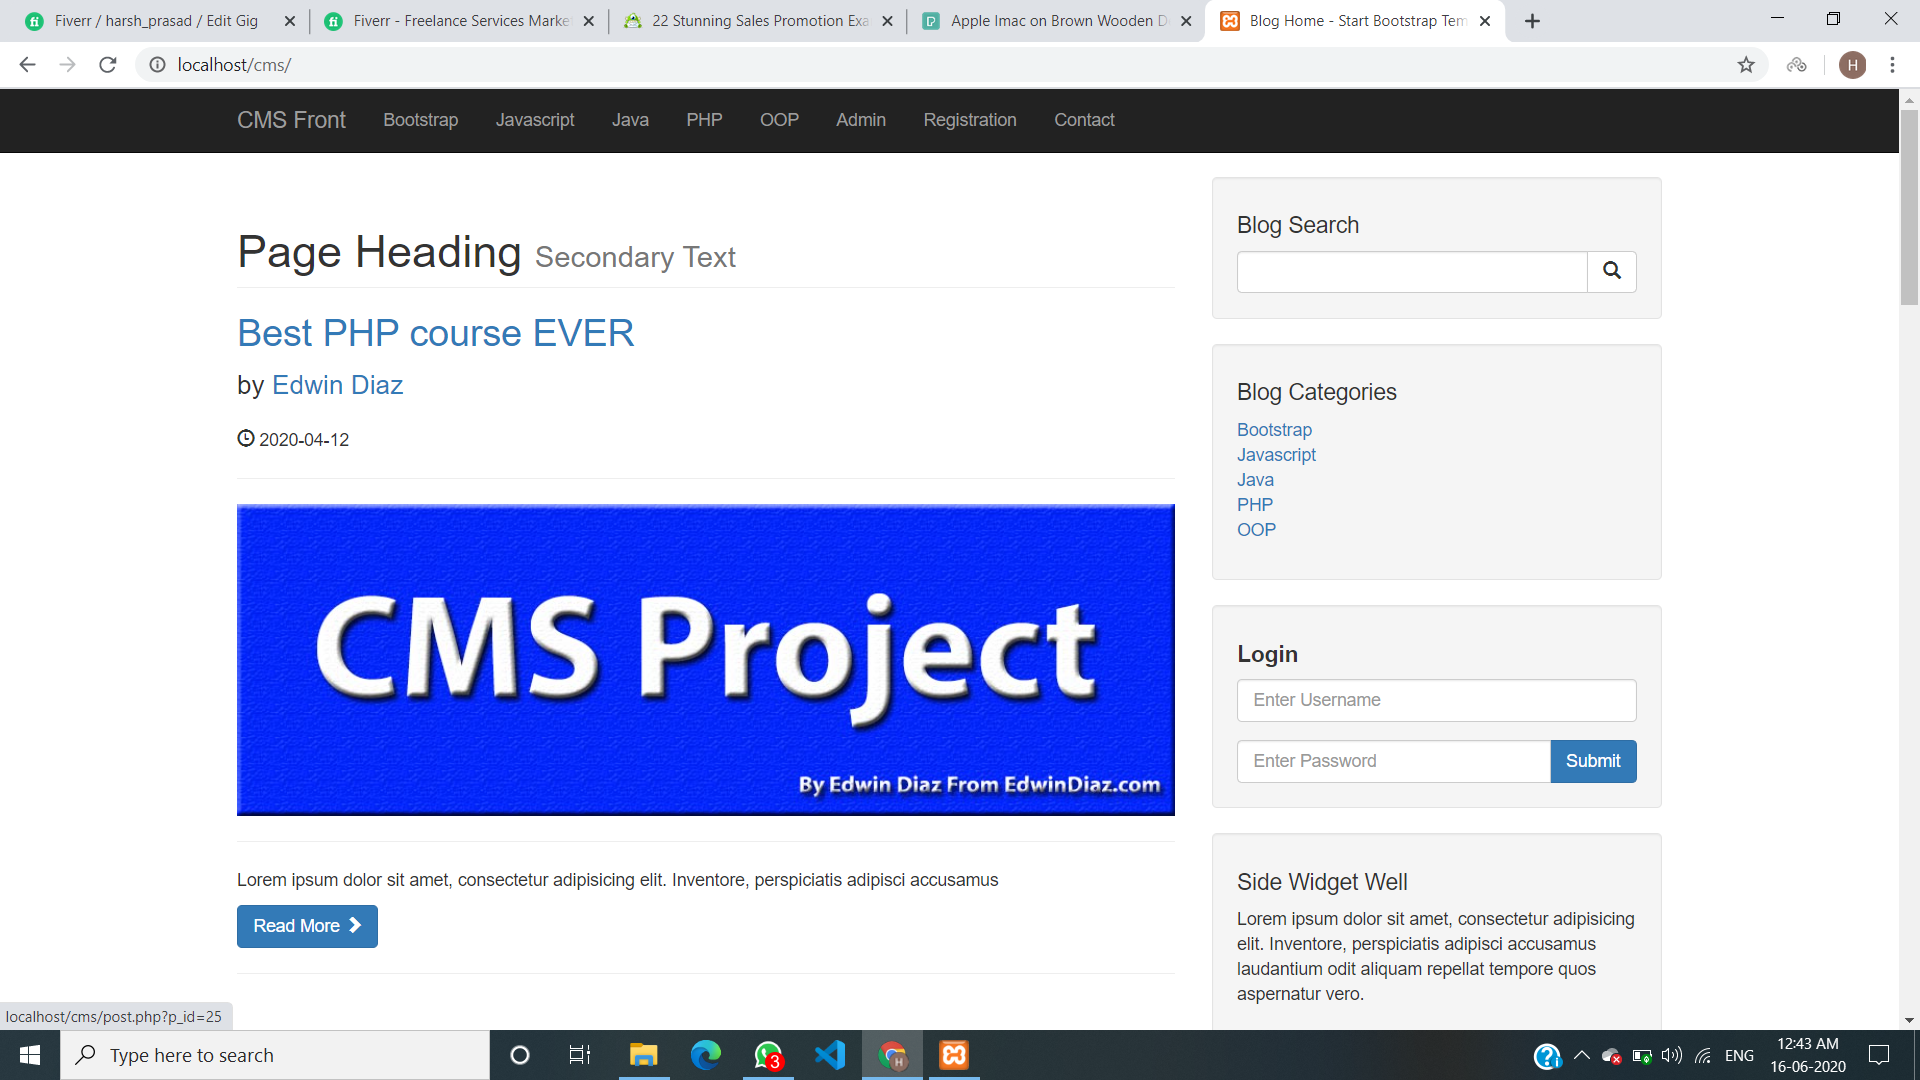 Fiverr / harsh_prasad / Edit Gig
Fiverr - Freelance Services Marke
22 Stunning Sales Promotion Exa
Apple Imac on Brown Wooden D
Blog Home - Start Bootstrap Tem
localhost/cms/
H
CMS Front
Bootstrap
Javascript
Java
PHP
OOP
Admin
Registration
Contact
Page Heading Secondary Text
Best PHP course EVER
by Edwin Diaz
2020-04-12
CMS Project
By Edwin Diaz From EdwinDiaz.com
Lorem ipsum dolor sit amet, consectetur adipisicing elit. Inventore, perspiciatis adipisci accusamus
Read More
Blog Search
Blog Categories
Bootstrap
Javascript
Java
PHP
OOP
Login
Enter Username
Enter Password
Submit
Side Widget Well
Lorem ipsum dolor sit amet, consectetur adipisicing
elit. Inventore, perspiciatis adipisci accusamus
laudantium odit aliquam repellat tempore quos
aspernatur vero.
localhost/cms/post.php?p_id=25
Type here to search
3
H
ENG
12:43 AM
16-06-2020